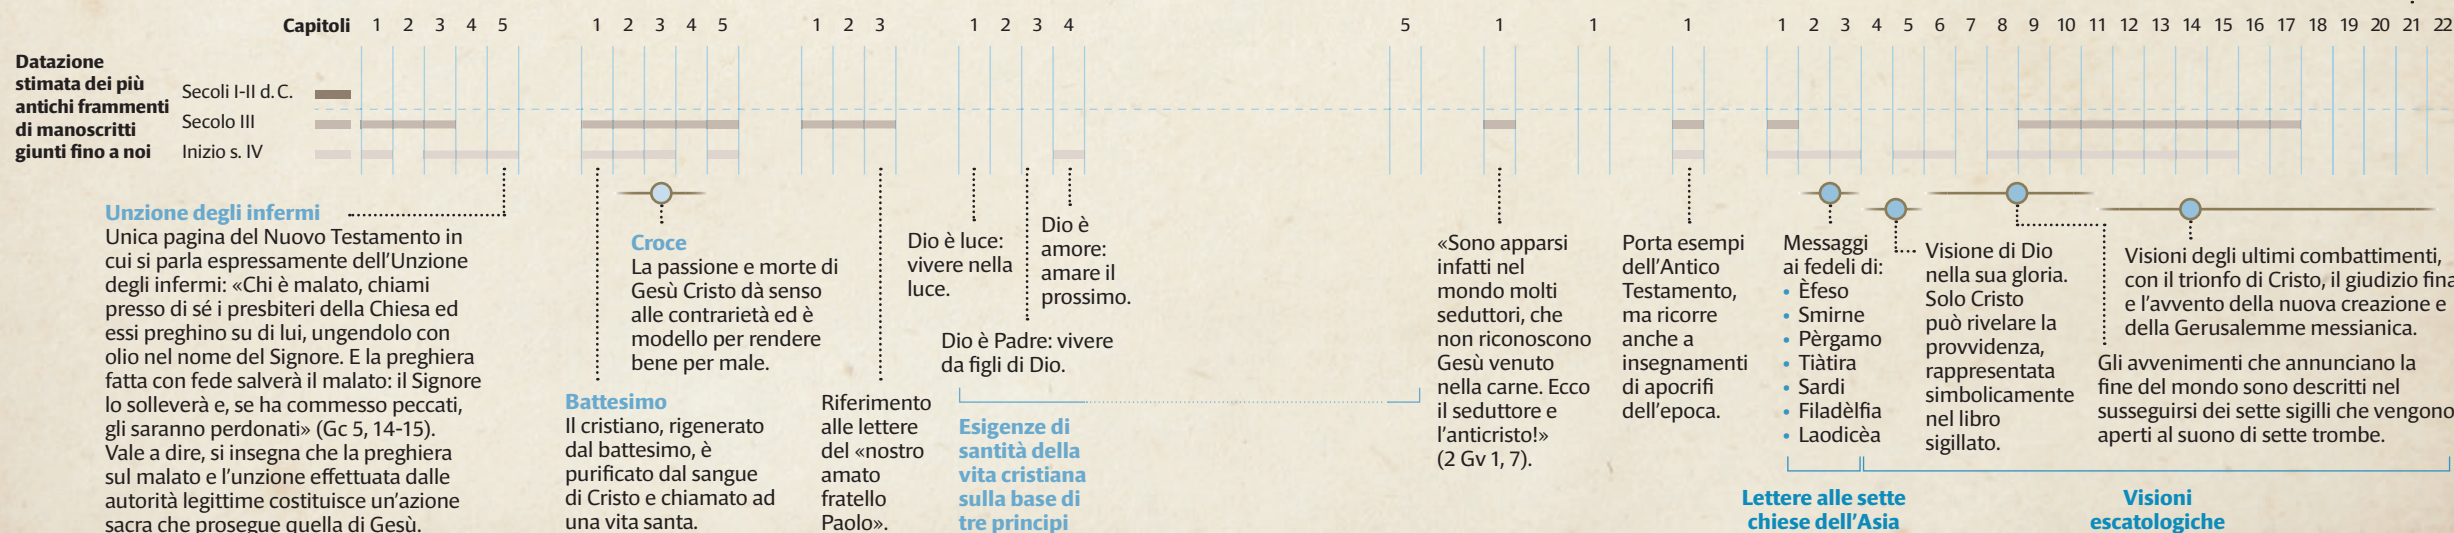 Capitoli 1 2 3 4 5 1 2 3 4 5 1 2 3 1 2 3 4 5 1 1 1 1 2 3 4 5 6 7 8 9 10 11 12 13 14 15 16 17 18 19 20 21 22
Datazione
stimata dei più
antichi frammenti
di manoscritti
giunti fino a noi
Secoli I-II d.C.
Secolo III
Inizio s. IV
Unzione degli infermi
Unica pagina del Nuovo Testamento in
cui si parla espressamente dell'Unzione
degli infermi: «Chi è malato, chiami
presso di sé i presbiteri della Chiesa ed
essi preghino su di lui, ungendolo con
olio nel nome del Signore. E la preghiera
fatta con fede salverà il malato: il Signore
lo solleverà e, se ha commesso peccati,
gli saranno perdonati» (Gc 5, 14-15).
Vale a dire, si insegna che la preghiera
sul malato e l'unzione effettuata dalle
autorità legittime costituisce un'azione
sacra che prosegue quella di Gesù.
Croce
La passione e morte di
Gesù Cristo dà senso
alle contrarietà ed è
modello per rendere
bene per male.
Battesimo
Il cristiano, rigenerato
dal battesimo, è
purificato dal sangue
di Cristo e chiamato ad
una vita santa.
Riferimento
alle lettere
del «nostro
amato
fratello
Paolo».
Dio è luce:
vivere nella
luce.
Dio è
amore:
amare il
prossimo.
Dio è Padre: vivere
da figli di Dio.
Esigenze di
santità della
vita cristiana
sulla base di
tre principi
«Sono apparsi
infatti nel
mondo molti
seduttori, che
non riconoscono
Gesù venuto
nella carne. Ecco
il seduttore e
l'anticristo!»
(2 Gv 1, 7).
Porta esempi
dell'Antico
Testamento,
ma ricorre
anche a
insegnamenti
di apocrifi
dell'epoca.
Messaggi
ai fedeli di:
• Èfeso
• Smirne
• Pèrgamo
• Tiàtira
• Sardi
• Filadèlfia
• Laodicèa
Lettere alle sette
chiese dell'Asia
Visione di Dio
nella sua gloria.
Solo Cristo
può rivelare la
provvidenza,
rappresentata
simbolicamente
nel libro
sigillato.
Visioni degli ultimi combattimenti,
con il trionfo di Cristo, il giudizio fina
e l'avvento della nuova creazione e
della Gerusalemme messianica.
Gli avvenimenti che annunciano la
fine del mondo sono descritti nel
susseguirsi dei sette sigilli che vengono
aperti al suono di sette trombe.
Visioni
escatologiche